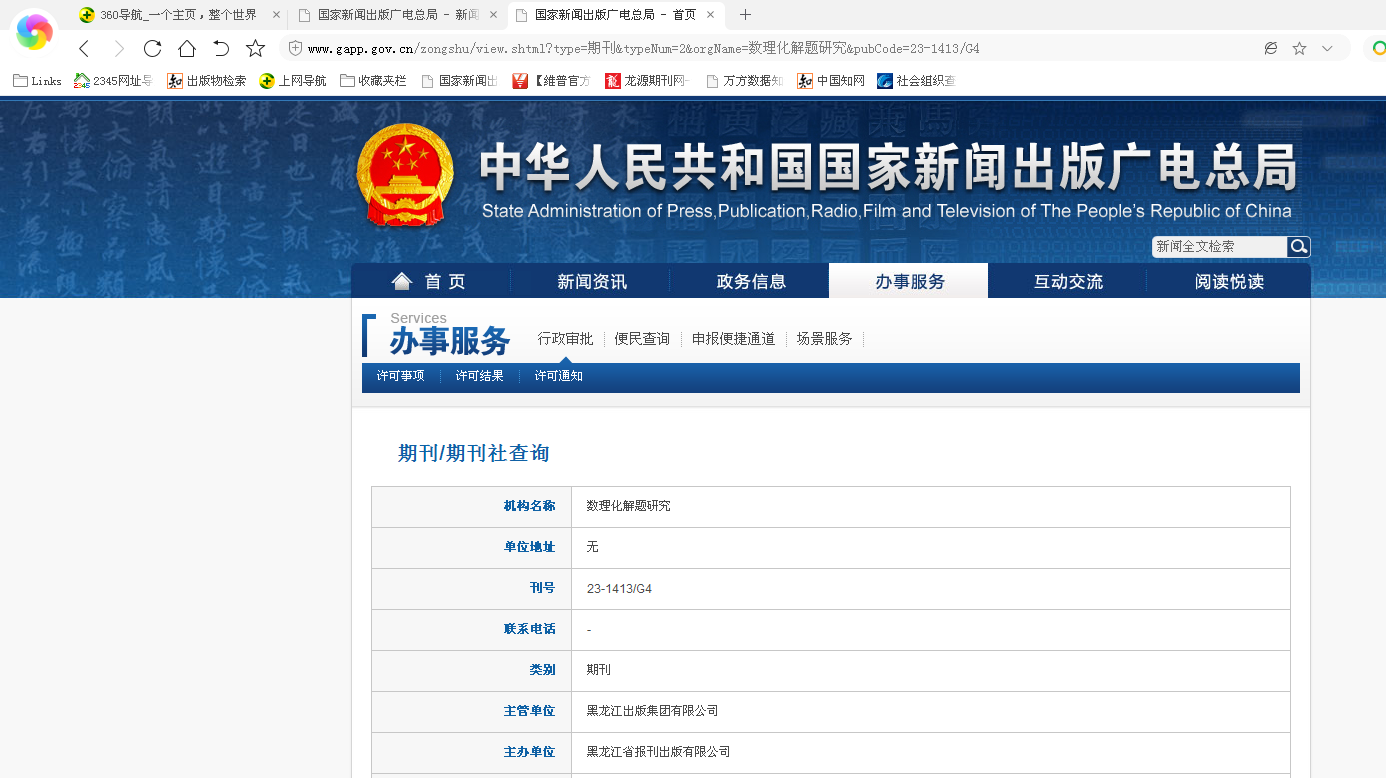 360导航_一个主页，整个世界
国家新闻出版广电总局 - 新闻
国家新闻出版广电总局 - 首页
www.gapp.gov.cn/zongshu/view.shtml?type=期刊&typeNum=2&orgName=数理化解题研究&pubCode=23-1413/G4
Links 2345网址导 出版物检索 上网导航 收藏夹栏 国家新闻出 【维普官方 龙源期刊网- 万方数据知 中国知网 社会组织查
中华人民共和国国家新闻出版广电总局
State Administration of Press,Publication,Radio,Film and Television of The People's Republic of China
新闻全文检索
首 页 新闻资讯 政务信息 办事服务 互动交流 阅读悦读
Services
办事服务 行政审批 便民查询 申报便捷通道 场景服务
许可事项 许可结果 许可通知
期刊/期刊社查询
机构名称 数理化解题研究
单位地址 无
刊号 23-1413/G4
联系电话 -
类别 期刊
主管单位 黑龙江出版集团有限公司
主办单位 黑龙江省报刊出版有限公司